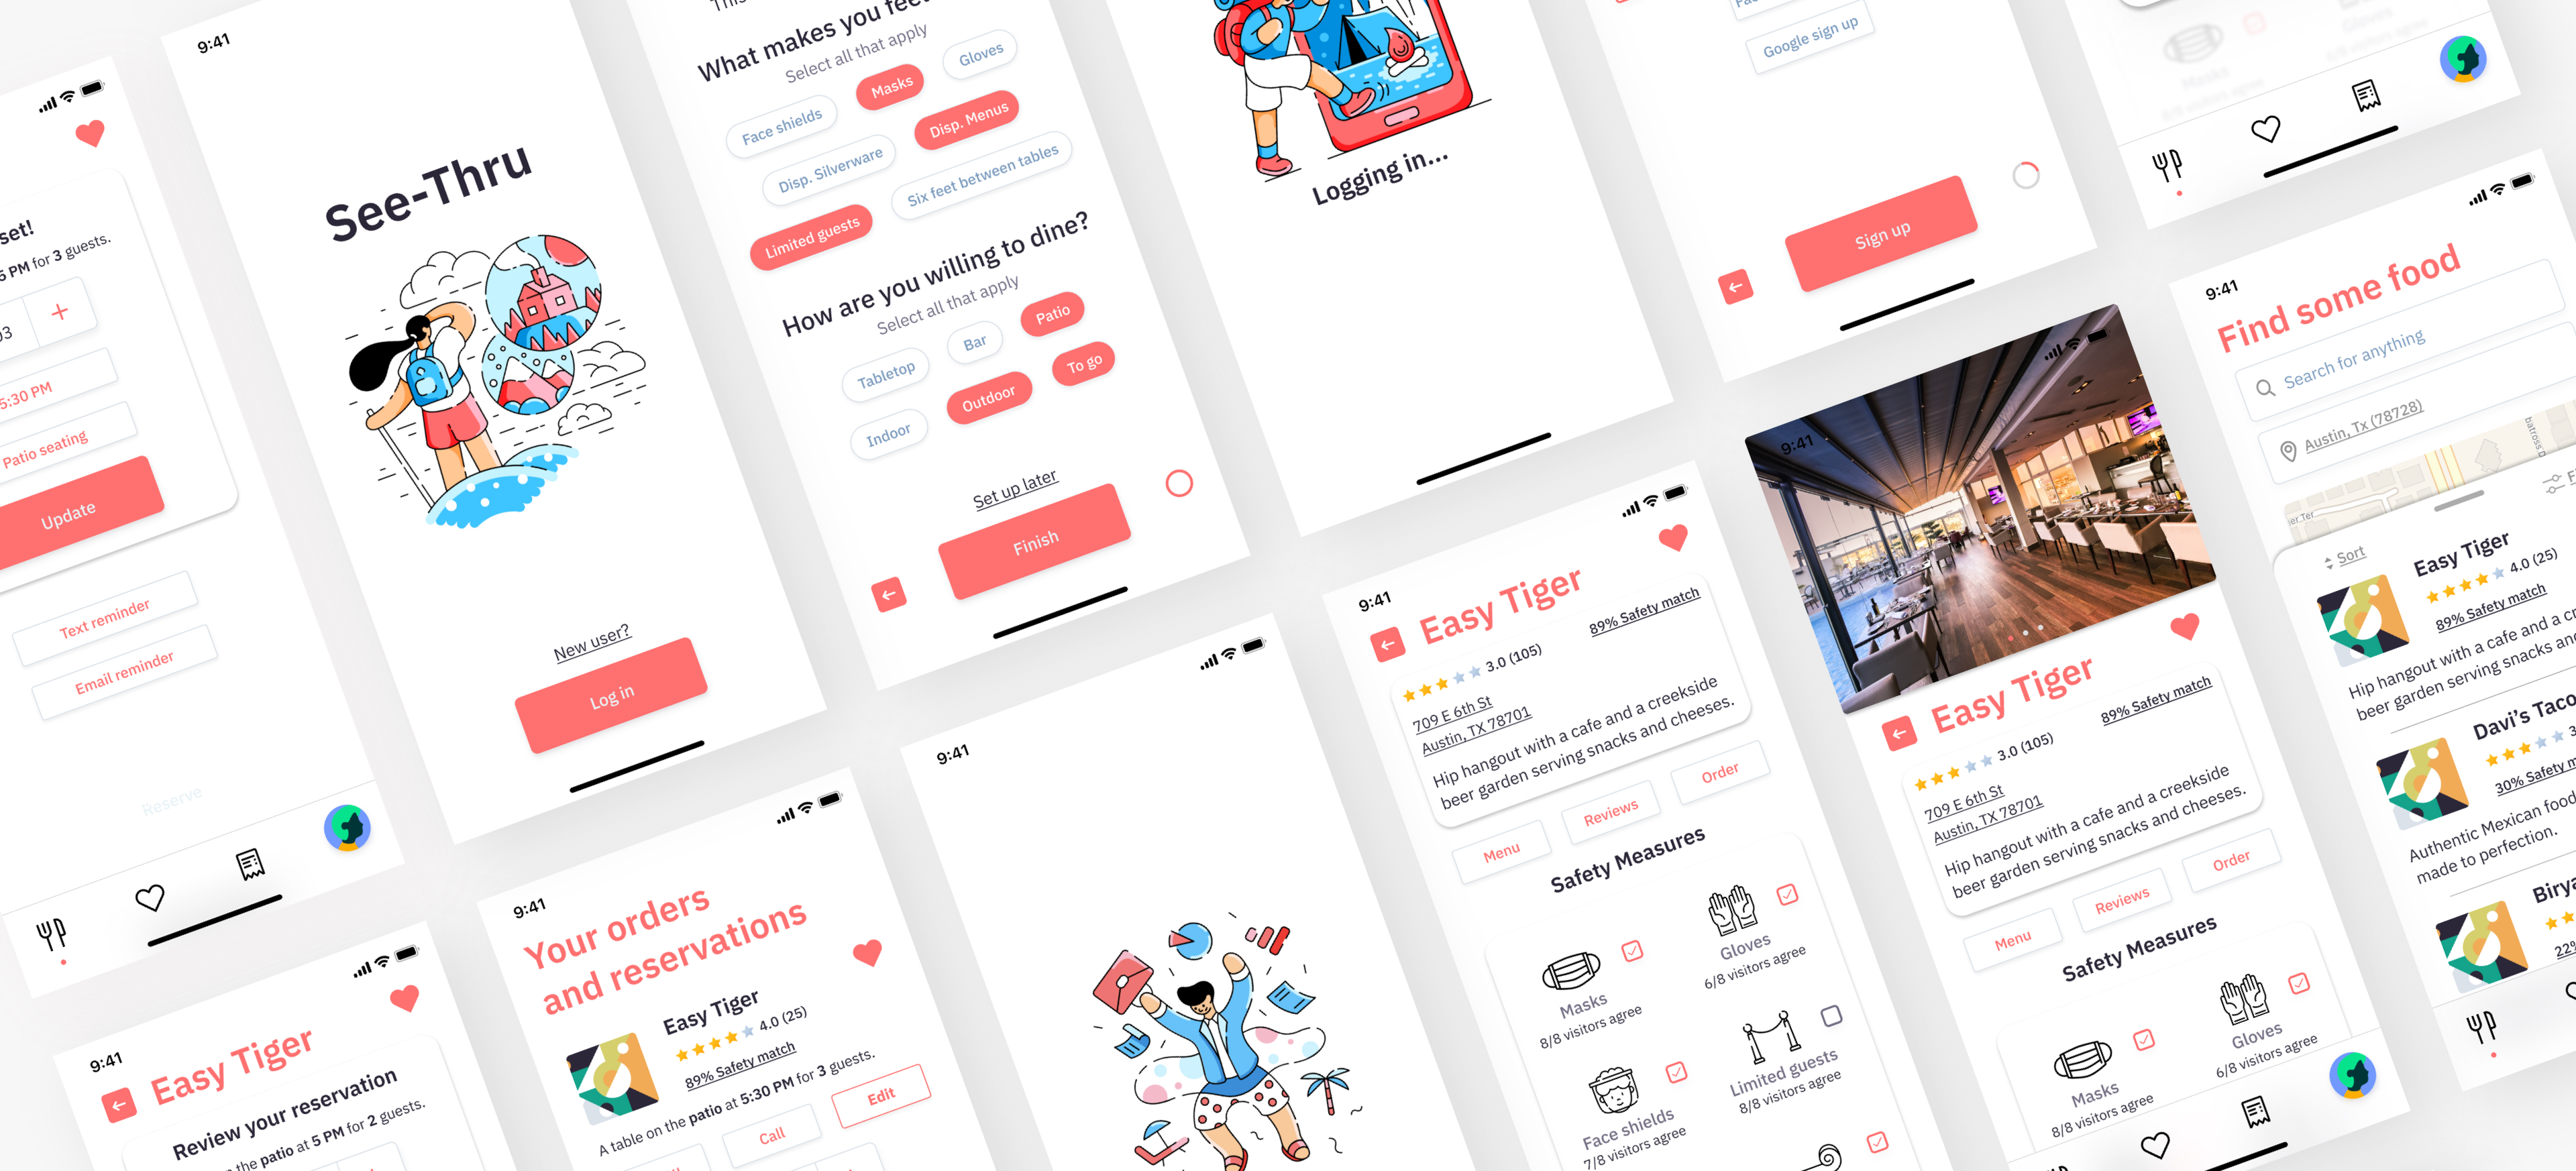 set!
5 PM for 3 guests.
03
+
5:30 PM
Patio seating
Update
Text reminder
Email reminder
Reserve
9:41
See-Thru
New user?
Log in
What makes you feel
Select all that apply
Face shields
Masks
Gloves
Disp. Silverware
Disp. Menus
Limited guests
Six feet between tables
How are you willing to dine?
Select all that apply
Tabletop
Bar
Patio
Indoor
Outdoor
To go
Set up later
Finish
Logging in...
Google sign up
Sign up
Masks
Gloves
9:41
Find some food
Search for anything
Austin, Tx (78728)
Sort
Easy Tiger
4.0 (25)
89% Safety match
Hip hangout with a cafe and a
beer garden serving snacks
Davi's Taco
30% Safety
Authentic Mexican food
made to perfection.
22%
9:41
Easy Tiger
Review your reservation
the patio at 5 PM for 2 guests.
9:41
Your orders
and reservations
Easy Tiger
4.0 (25)
89% Safety match
A table on the patio at 5:30 PM for 3 guests.
Call
Edit
9:41
9:41
Easy Tiger
89% Safety match
3.0 (105)
709 E 6th St
Austin, TX 78701
Hip hangout with a cafe and a creekside
beer garden serving snacks and cheeses.
Menu
Reviews
Order
Safety Measures
Masks
8/8 visitors agree
Gloves
6/8 visitors agree
Face shields
7/8 visitors agree
Limited guests
8/8 visitors agree
9:41
Easy Tiger
89% Safety match
3.0 (105)
709 E 6th St
Austin, TX 78701
Hip hangout with a cafe and a creekside
beer garden serving snacks and cheeses.
Menu
Reviews
Order
Safety Measures
Masks
8/8 visitors agree
Gloves
6/8 visitors agree